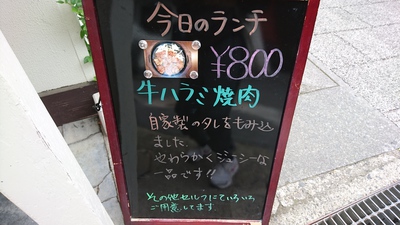 今日のランチ
¥800
牛ハラミ焼肉
自家製のタレをもみ込
ました。
やわらかくジューシーな
一品です!!
その他セルフにていろいろ
ご用意してます。